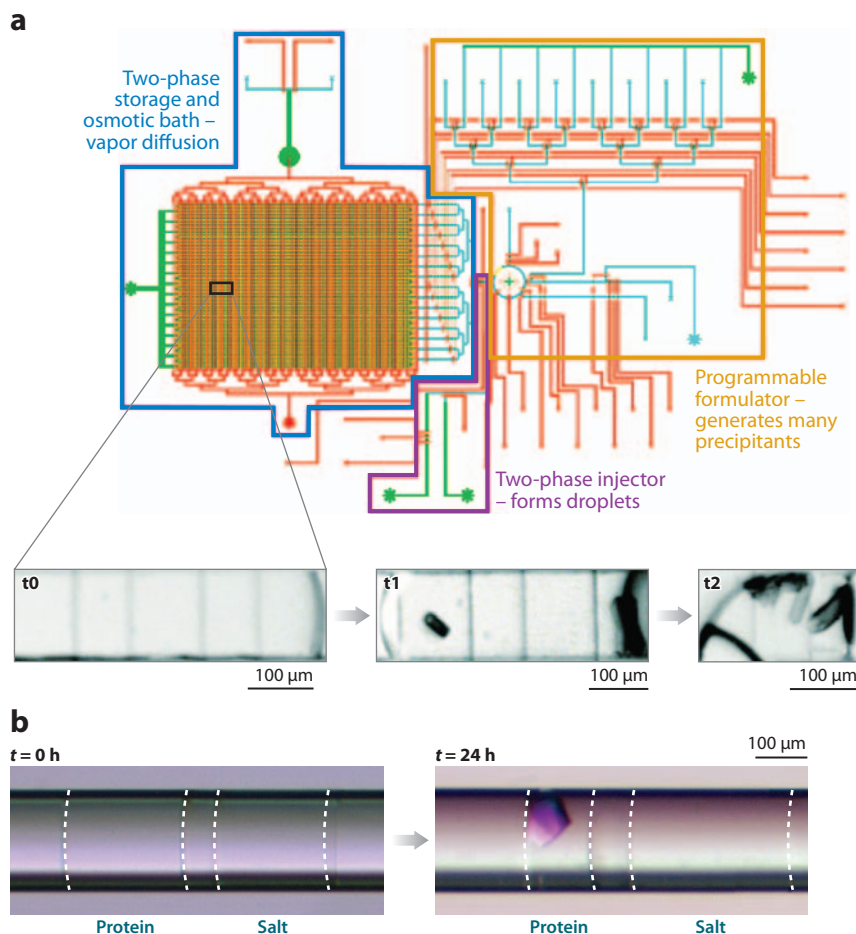 a
Two-phase
storage and
osmotic bath –
vapor diffusion
Programmable
formulator –
generates many
precipitants
Two-phase injector
– forms droplets
t0
t1
t2
100 µm
100 µm
100 µm
b
t = 0 h
t = 24 h
100 µm
Protein
Salt
Protein
Salt